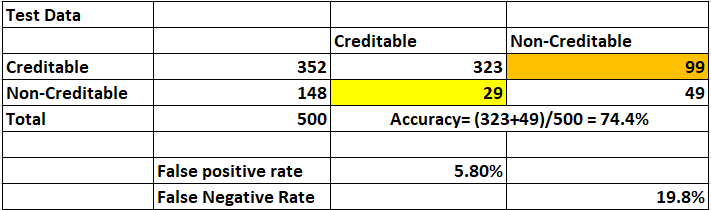 Test Data
Creditable Non-Creditable
Creditable 352 323 99
Non-Creditable 148 29 49
Total 500 Accuracy= (323+49)/500 = 74.4%
False positive rate 5.80%
False Negative Rate 19.8%